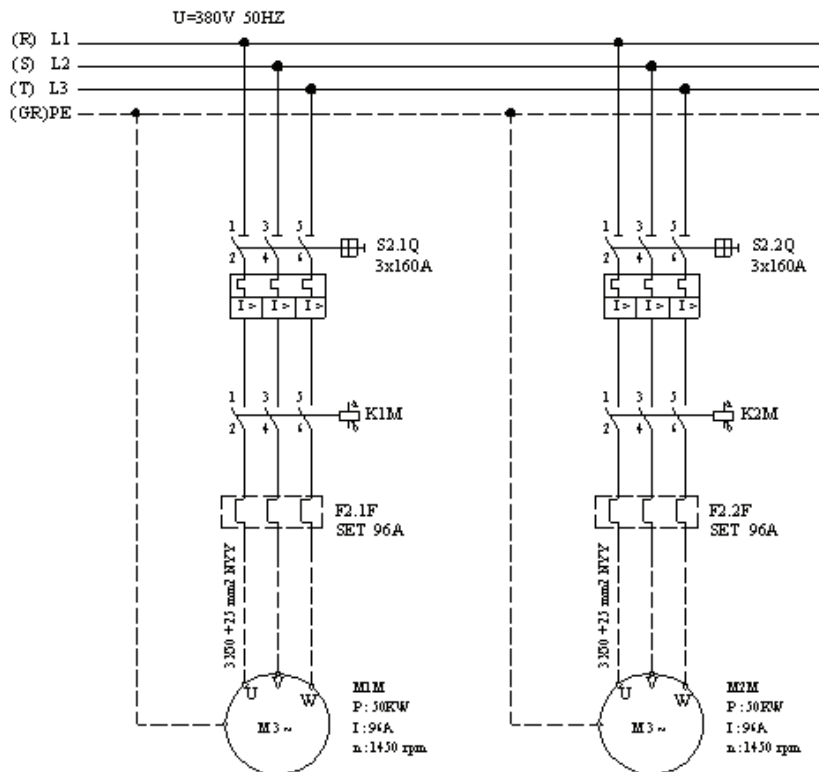 U=380V 50HZ
(R) L1
(S) L2
(T) L3
(GR)PE
1 3 5
2 4 6
S2.1Q
3x160A
I > I > I >
1 3 5
2 4 6
S2.2Q
3x160A
I > I > I >
1 3 5
2 4 6
a
b
K1M
1 3 5
2 4 6
a
b
K2M
F2.1F
SET 96A
F2.2F
SET 96A
3X50 +25 mm2 NYY
3X50 +25 mm2 NYY
U V W
M 3 ~
M1M
P : 50KW
I : 96A
n : 1450 rpm
U V W
M 3 ~
M2M
P : 50KW
I : 96A
n : 1450 rpm